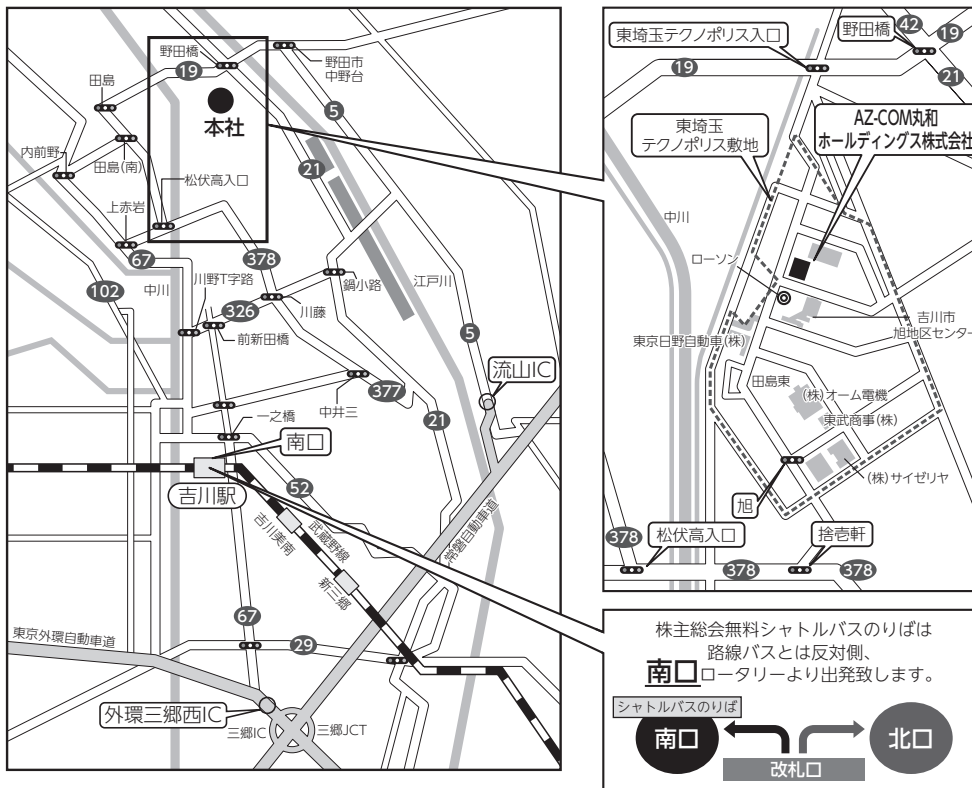 野田橋
19
野田市
中野台
田島
本社
5
内前野
田島(南)
21
松伏高入口
上赤岩
67
378
川野T字路
鍋小路
江戸川
102
中川
326
川藤
前新田橋
5
流山IC
377
中井三
21
一之橋
南口
吉川駅
52
吉川美南
武蔵野線
常磐自動車道
新三郷
67
東京外環自動車道
29
外環三郷西IC
三郷IC
三郷JCT
東埼玉テクノポリス入口
野田橋
42
19
19
21
東埼玉
テクノポリス敷地
AZ-COM丸和
ホールディングス株式会社
中川
ローソン
吉川市
旭地区センター
東京日野自動車(株)
田島東
(株)オーム電機
東武商事(株)
(株)サイゼリヤ
旭
378
松伏高入口
捨壱軒
378
378
株主総会無料シャトルバスのりばは
路線バスとは反対側、
南口ロータリーより出発致します。
シャトルバスのりば
南口
北口
改札口